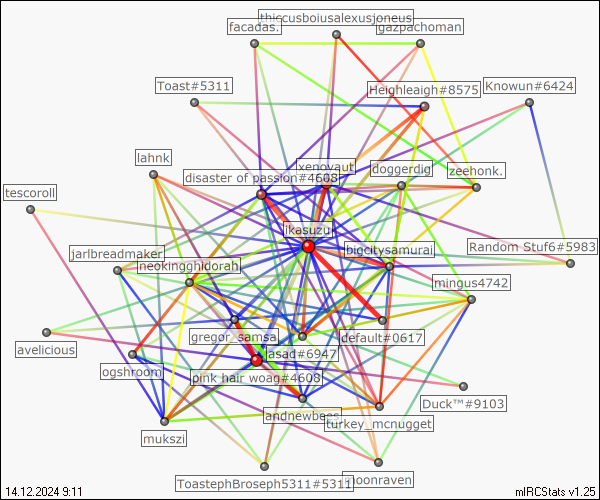 thiccusboiusalexusjoneus
facadas.
gazpachoman
Toast#5311
Heighleaigh#8575
Knowun#6424
lahnk
xenovaut
doggerdig
zeehonk.
disaster of passion#4608
tescoroll
likasuzu
bigcitysamurai
Random Stuf6#5983
jarlbreadmaker
neokingghidorah
mingus4742
gregor_samsa
default#0617
avelicious
jasad#6947
ogshroom
pink hair woag#4608
Duck™#9103
andnewbees
turkey_mcnugget
mukszi
ToastephBroseph5311#5311
moonraven
14.12.2024 9:11
mIRCStats v1.25